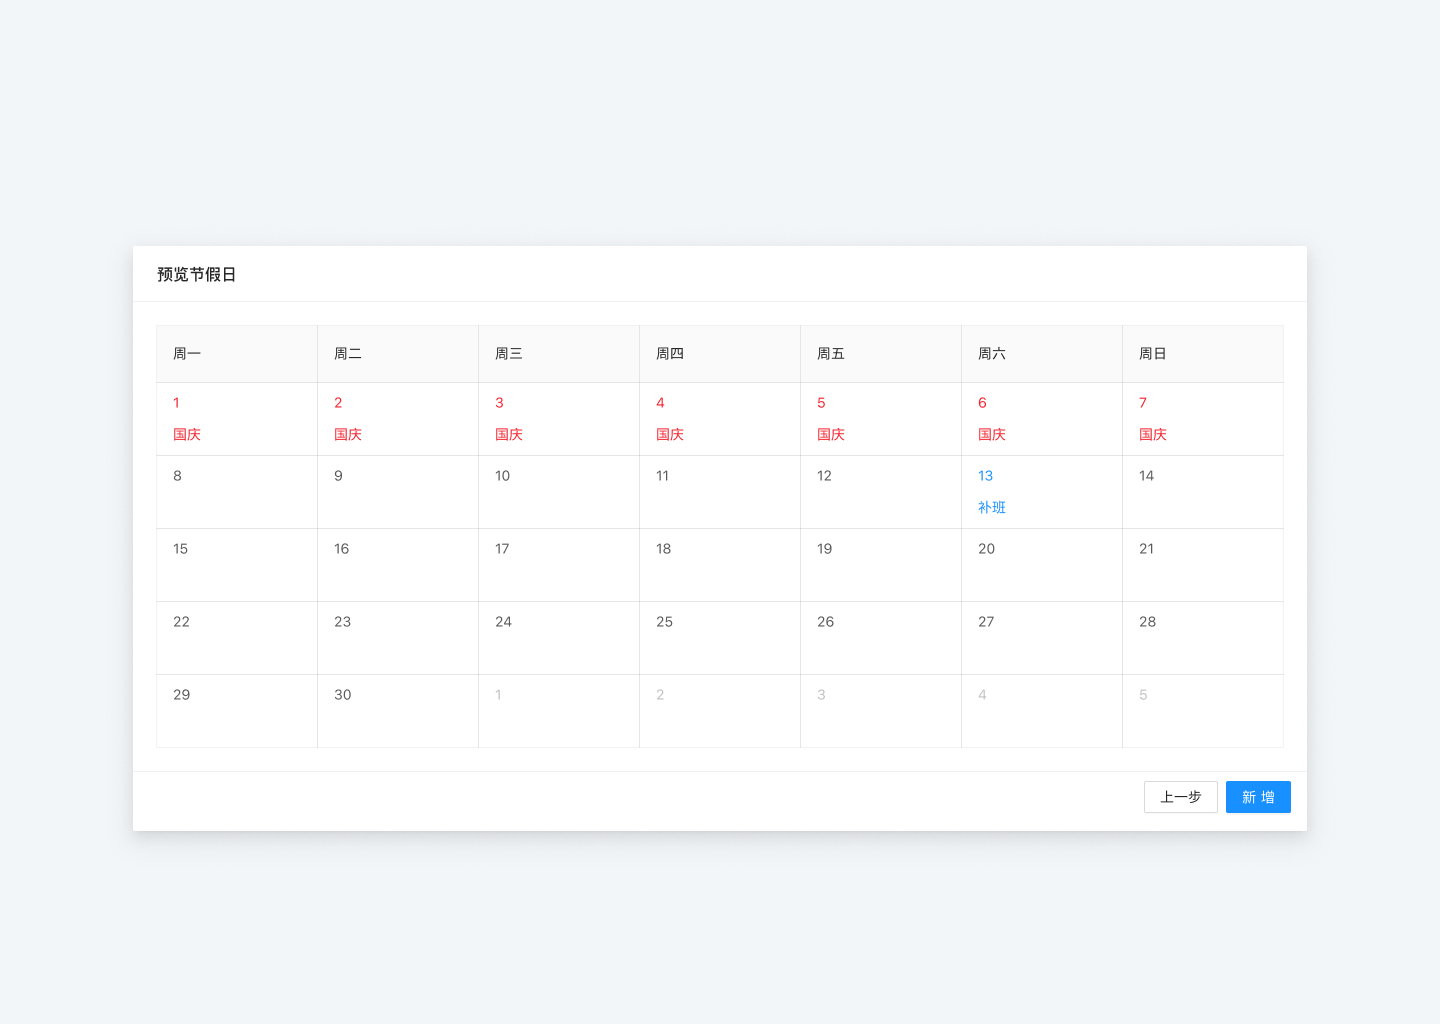 预览节假日
周一 周二 周三 周四 周五 周六 周日
1 2 3 4 5 6 7
国庆 国庆 国庆 国庆 国庆 国庆 国庆
8 9 10 11 12 13 14
补班
15 16 17 18 19 20 21
22 23 24 25 26 27 28
29 30 1 2 3 4 5
上一步 新 增